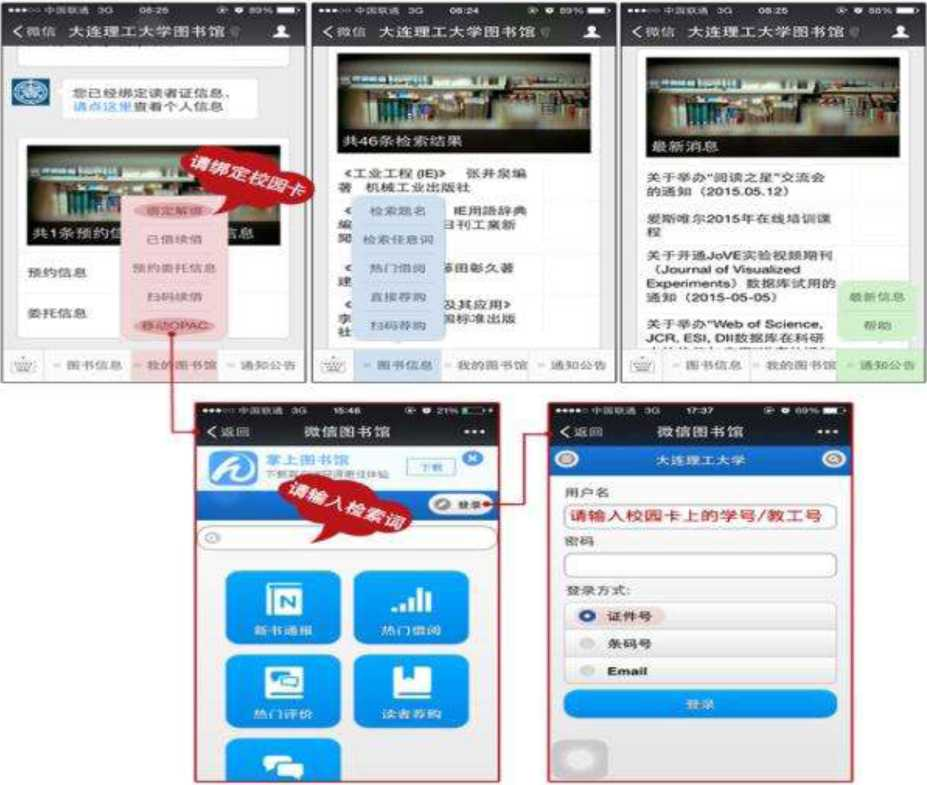 中国联通 3G 08:25 89%
微信 大连理工大学图书馆
您已经绑定读者证信息,
请点这里查看个人信息
请绑定校园卡
共1条预约信 信息
绑定解绑
已借续借
预约信息
预约委托信息
扫码续借
委托信息
移动OPAC
图书信息 我的图书馆 通知公告
中国联通 3G 08:24 89%
微信 大连理工大学图书馆
共46条检索结果
《工业工程(IE)》 张井泉编
著 机械工业出版社
检索题名
IE用語辞典
编
日刊工業新
检索任意词
热门借阅
藤田彰久著
建
直接荐购
及其应用》
李
国标准出版
社
扫码荐购
图书信息 我的图书馆 通知公告
中国联通 3G 08:25 88%
微信 大连理工大学图书馆
最新消息
关于举办“阅读之星”交流会
的通知（2015.05.12）
爱斯唯尔2015年在线培训课
程
关于开通JoVE实验视频期刊
（Journal of Visualized
Experiments）数据库试用的
通知（2015-05-05）
最新信息
关于举办“Web of Science,
JCR, ESI, DII数据库在科研
帮助
图书信息 我的图书馆 通知公告
中国联通 3G 15:46 21%
返回 微信图书馆
掌上图书馆
下载
登录
请输入检索词
新书通报
热门借阅
热门评价
读者荐购
中国联通 3G 17:37 69%
返回 微信图书馆
大连理工大学
用户名
请输入校园卡上的学号/教工号
密码
登录方式:
证件号
条码号
Email
登录